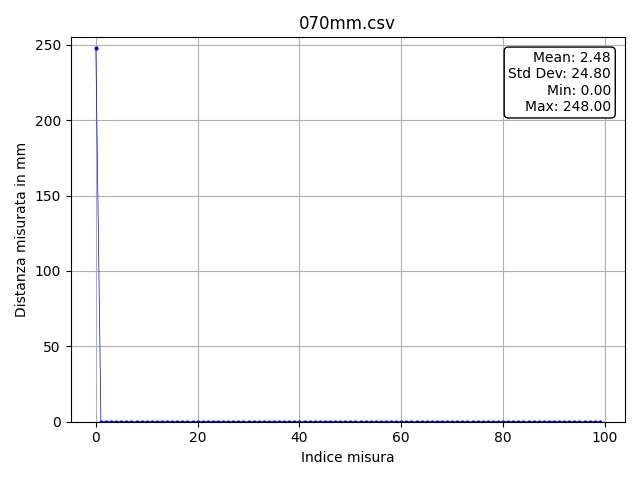 070mm.csv
Mean: 2.48
Std Dev: 24.80
Min: 0.00
Max: 248.00
Distanza misurata in mm
250
200
150
100
50
0
0 20 40 60 80 100
Indice misura